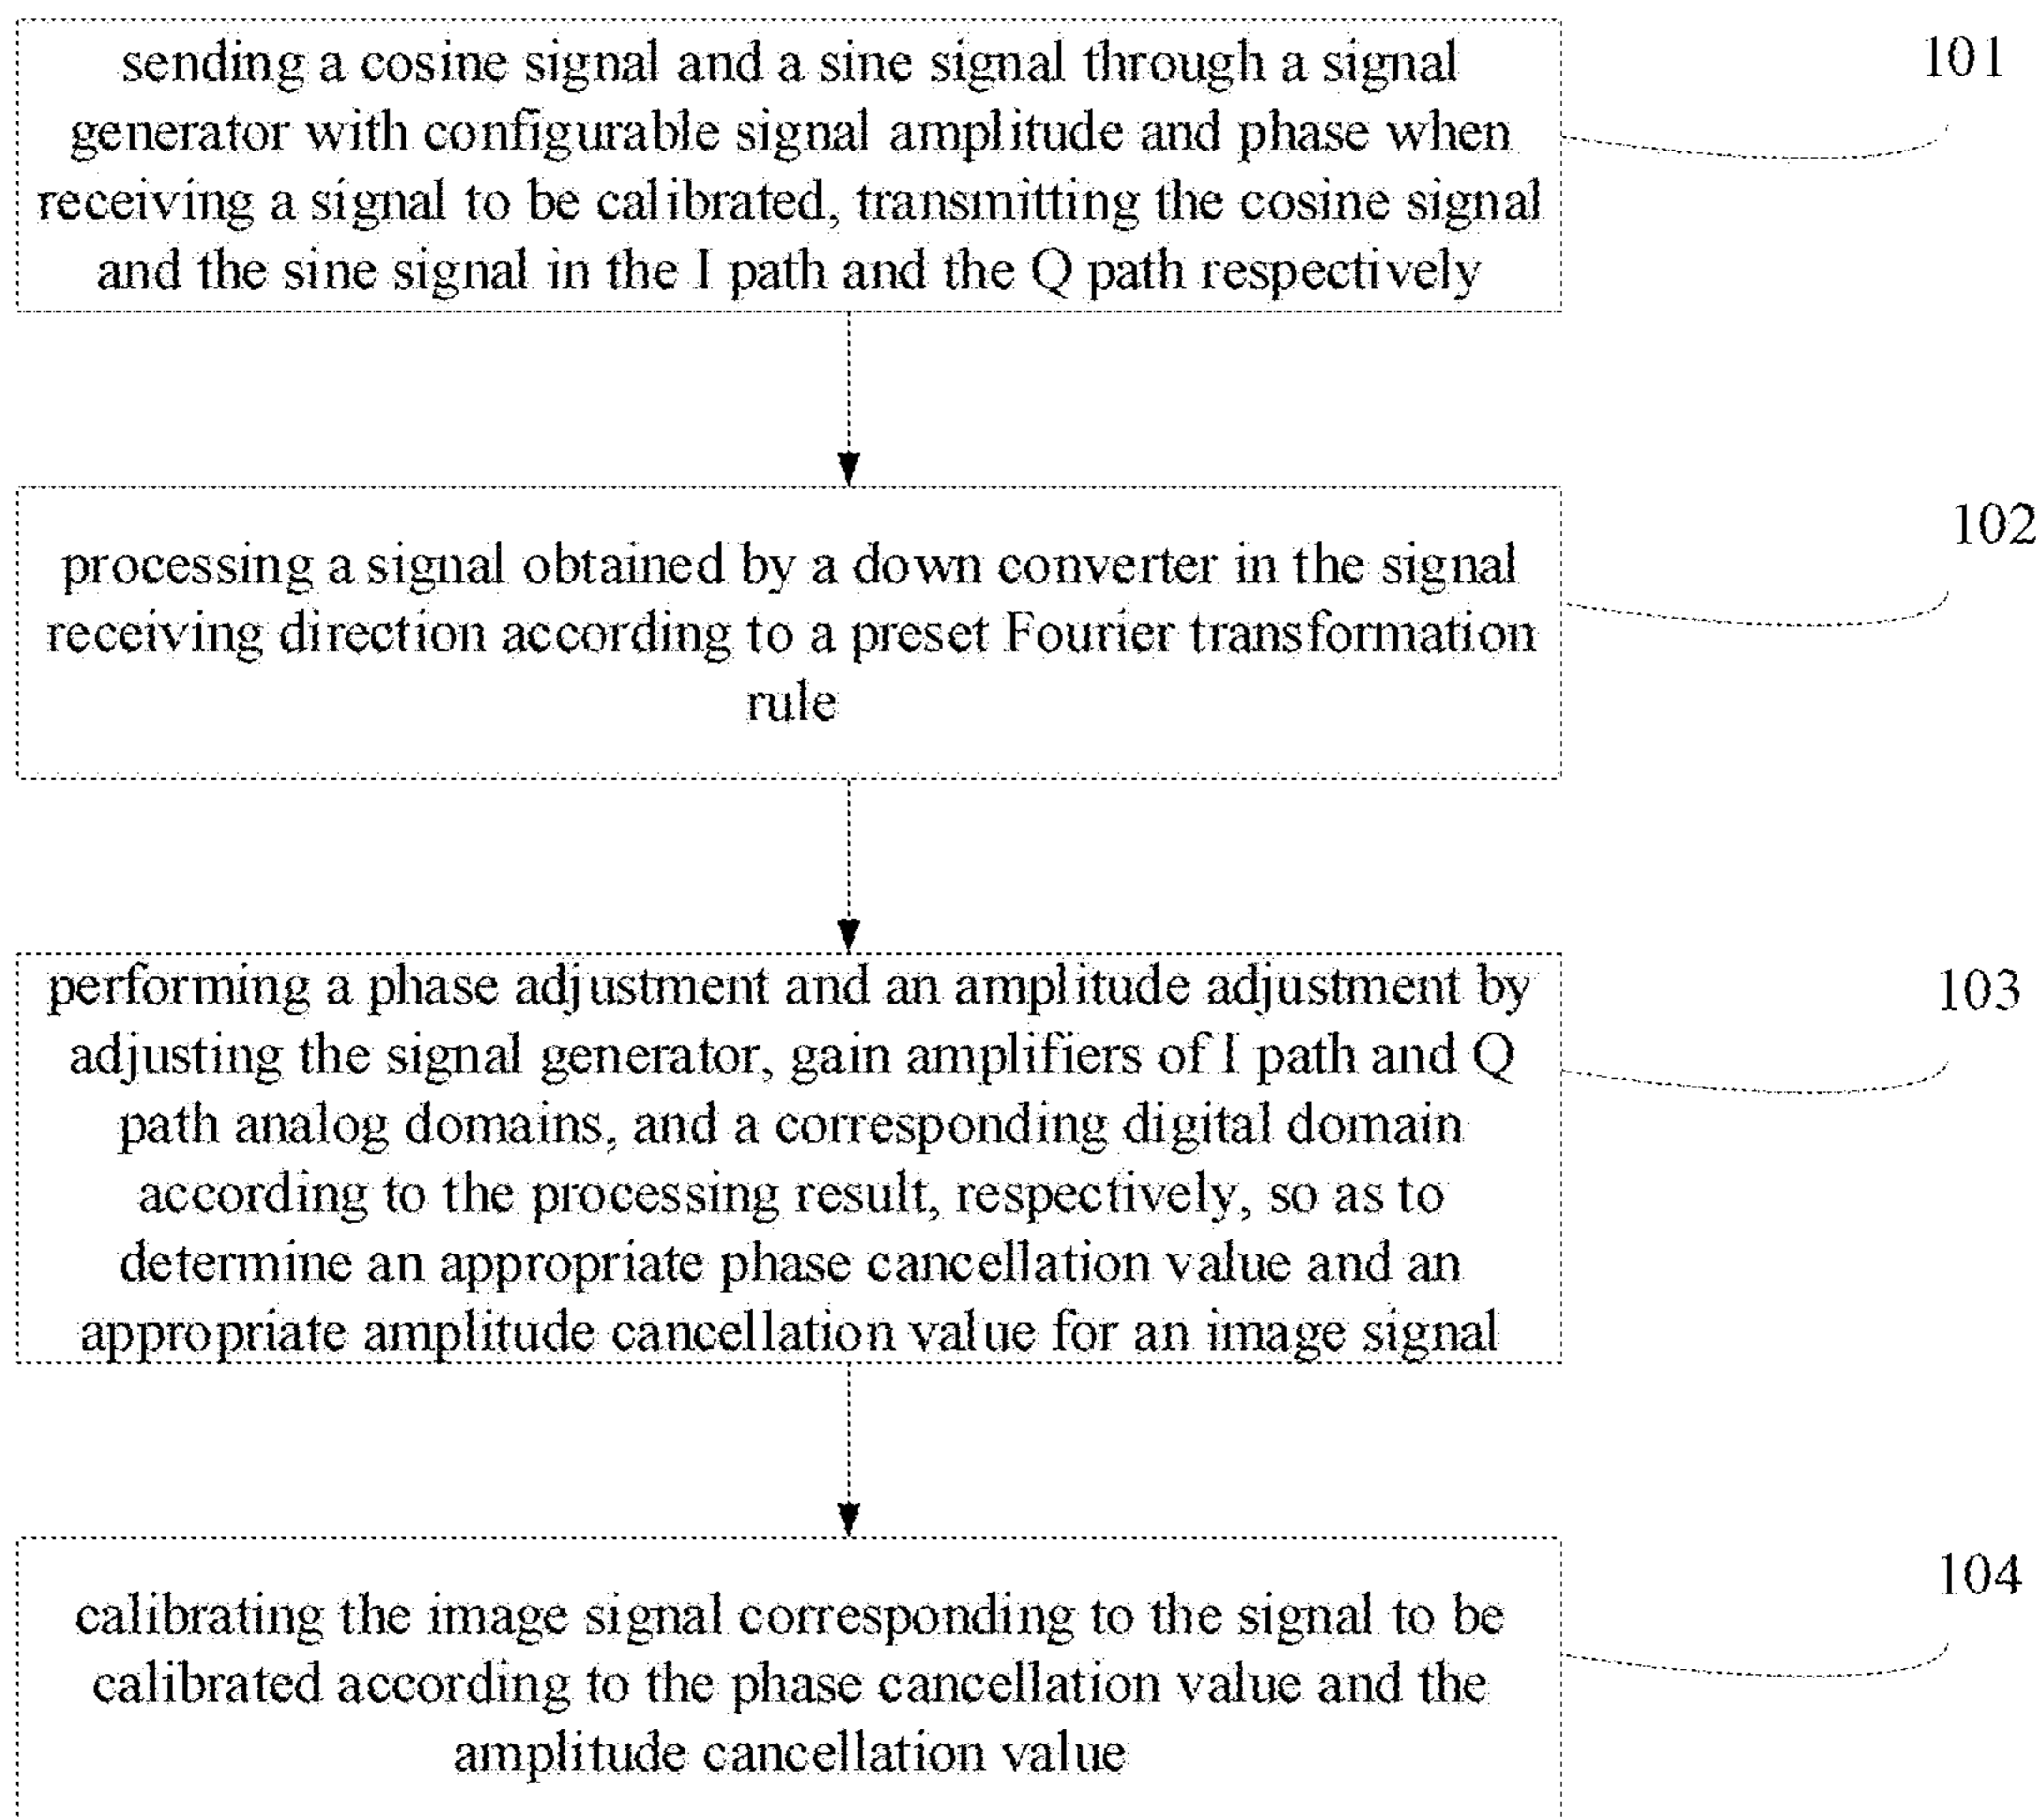 sending a cosine signal and a sine signal through a signal
generator with configurable signal amplitude and phase when
receiving a signal to be calibrated, transmitting the cosine signal
and the sine signal in the I path and the Q path respectively
101
processing a signal obtained by a down converter in the signal
receiving direction according to a preset Fourier transformation
rule
102
performing a phase adjustment and an amplitude adjustment by
adjusting the signal generator, gain amplifiers of I path and Q
path analog domains, and a corresponding digital domain
according to the processing result, respectively, so as to
determine an appropriate phase cancellation value and an
appropriate amplitude cancellation value for an image signal
103
calibrating the image signal corresponding to the signal to be
calibrated according to the phase cancellation value and the
amplitude cancellation value
104